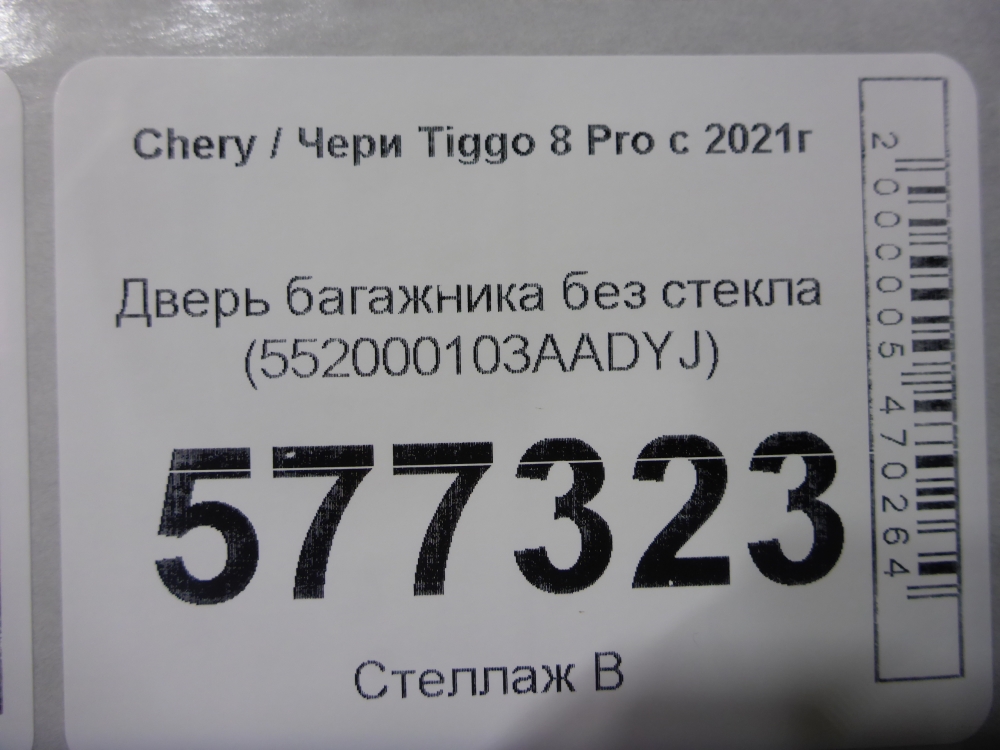 Chery / Чери Tiggo 8 Pro с 2021г
Дверь багажника без стекла
(552000103AADYJ)
577323
Стеллаж В
2000005470264